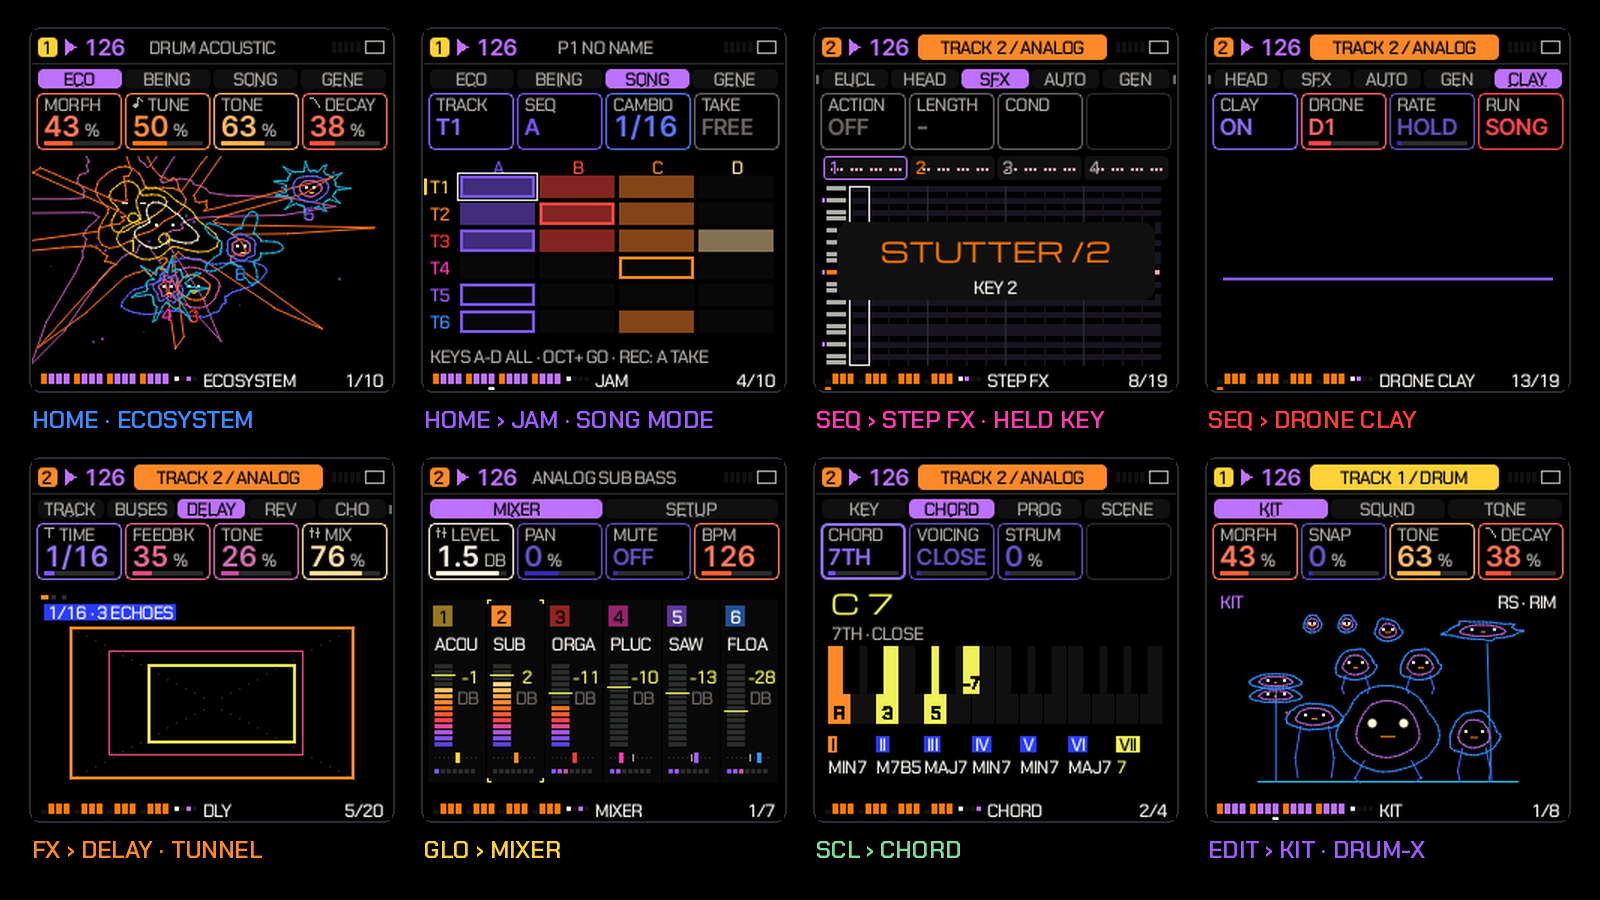 1 126 DRUM ACOUSTIC
ECO BEING SONG GENE
MORFH TUNE TONE DECAY
43 % 50 % 63 % 38 %
5
6
4 3
ECOSYSTEM 1/10
HOME · ECOSYSTEM
1 126 P1 NO NAME
ECO BEING SONG GENE
TRACK SEQ CAMBIO TAKE
T1 A 1/16 FREE
A B C D
T1
T2
T3
T4
T5
T6
KEYS A-D ALL · OCT+ GO · REC: A TAKE
JAM 4/10
HOME › JAM · SONG MODE
2 126 TRACK 2 / ANALOG
EUCL HEAD SFX AUTO GEN
ACTION LENGTH COND
OFF -
1 2 3 4
STUTTER /2
KEY 2
STEP FX 8/19
SEQ › STEP FX · HELD KEY
2 126 TRACK 2 / ANALOG
HEAD SFX AUTO GEN CLAY
CLAY DRONE RATE RUN
ON D1 HOLD SONG
DRONE CLAY 13/19
SEQ › DRONE CLAY
2 126 TRACK 2 / ANALOG
TRACK BUSES DELAY REV CHO
TIME FEEDBK TONE MIX
1/16 35 % 26 % 76 %
1/16 · 3 ECHOES
DLY 5/20
FX › DELAY · TUNNEL
2 126 ANALOG SUB BASS
MIXER SETUP
LEVEL PAN MUTE BPM
1.5 DB 0 % OFF 126
1 2 3 4 5 6
ACOU SUB ORGA PLUC SAW FLOA
-1 2 -11 -10 -13 -28
DB DB DB DB DB DB
MIXER 1/7
GLO › MIXER
2 126 TRACK 2 / ANALOG
KEY CHORD PROG SCENE
CHORD VOICING STRUM
7TH CLOSE 0 %
C 7
7TH · CLOSE
R 3 5 -7
I II III IV V VI VII
MIN7 M7B5 MAJ7 MIN7 MIN7 MAJ7 7
CHORD 2/4
SCL › CHORD
1 126 TRACK 1 / DRUM
KIT SOUND TONE
MORFH SNAP TONE DECAY
43 % 0 % 63 % 38 %
KIT RS · RIM
KIT 1/8
EDIT › KIT · DRUM-X